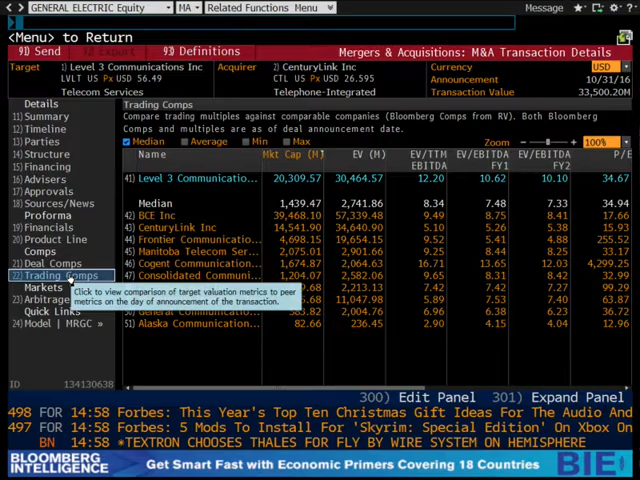 < > GENERAL ELECTRIC Equity MA Related Functions Menu Message
<Menu> to Return
9) Send Export 9) Definitions Mergers & Acquisitions: M&A Transaction Details
Target 1) Level 3 Communications Inc Acquirer 2) CenturyLink Inc Currency USD
LVLT US Px USD 56.49 CTL US Px USD 26.595 Announcement 10/31/16
Telecom Services Telephone-Integrated Transaction Value 33,500.20M
Details
11) Summary
12) Timeline
13) Parties
14) Structure
15) Financing
16) Advisers
17) Approvals
18) Sources/News
Proforma
19) Financials
20) Product Line
Comps
21) Deal Comps
22) Trading Comps
Markets
23) Arbitrage
Quick Links
24) Model | MRGC »
ID 134130638
Trading Comps
Compare trading multiples against comparable companies (Bloomberg Comps from RV). Both Bloomberg
Comps and multiples are as of deal announcement date.
Median Average Min Max Zoom - + 100%
Name Mkt Cap (M) EV (M) EV/TTM EV/EBITDA EV/EBITDA P/E
EBITDA FY1 FY2
41) Level 3 Communicatio... 20,309.57 30,464.57 12.20 10.62 10.10 34.67
Median 1,439.47 2,741.86 8.34 7.48 7.33 34.94
42) BCE Inc 39,468.10 57,339.48 9.49 8.75 8.41 17.66
43) CenturyLink Inc 14,541.90 34,640.90 5.10 5.10 5.29 15.91
44) Frontier Communicatio... 4,698.15 19,654.15 9.52 5.41 4.86 255.52
45) Manitoba Telecom Ser... 2,075.01 2,901.66 9.25 8.44 8.25 33.17
46) Cogent Communicatio... 1,674.87 2,064.63 16.71 13.65 12.03 4,299.25
47) Consolidated Communi... 1,204.07 2,582.06 9.65 8.31 8.42 32.99
2,213.13 7.42 7.27 7.27 99.29
11,047.98 5.89 7.53 7.40 63.87
50) General Communicatio... 583.82 2,004.76 6.96 6.38 6.23 36.72
51) Alaska Communication... 82.66 236.45 2.90 4.15 4.04 12.96
Click to view comparison of target valuation metrics to peer
metrics on the day of announcement of the transaction.
300) Edit Panel 301) Expand Panel
498 FOR 14:58 Forbes: This Year's Top Ten Christmas Gift Ideas For The Audio And
497 FOR 14:58 Forbes: 5 Mods To Install For 'Skyrim: Special Edition' On Xbox On
BN 14:58 *TEXTRON CHOOSES THALES FOR FLY BY WIRE SYSTEM ON HEMISPHERE
BLOOMBERG
INTELLIGENCE
Get Smart Fast with Economic Primers Covering 18 Countries
BIE